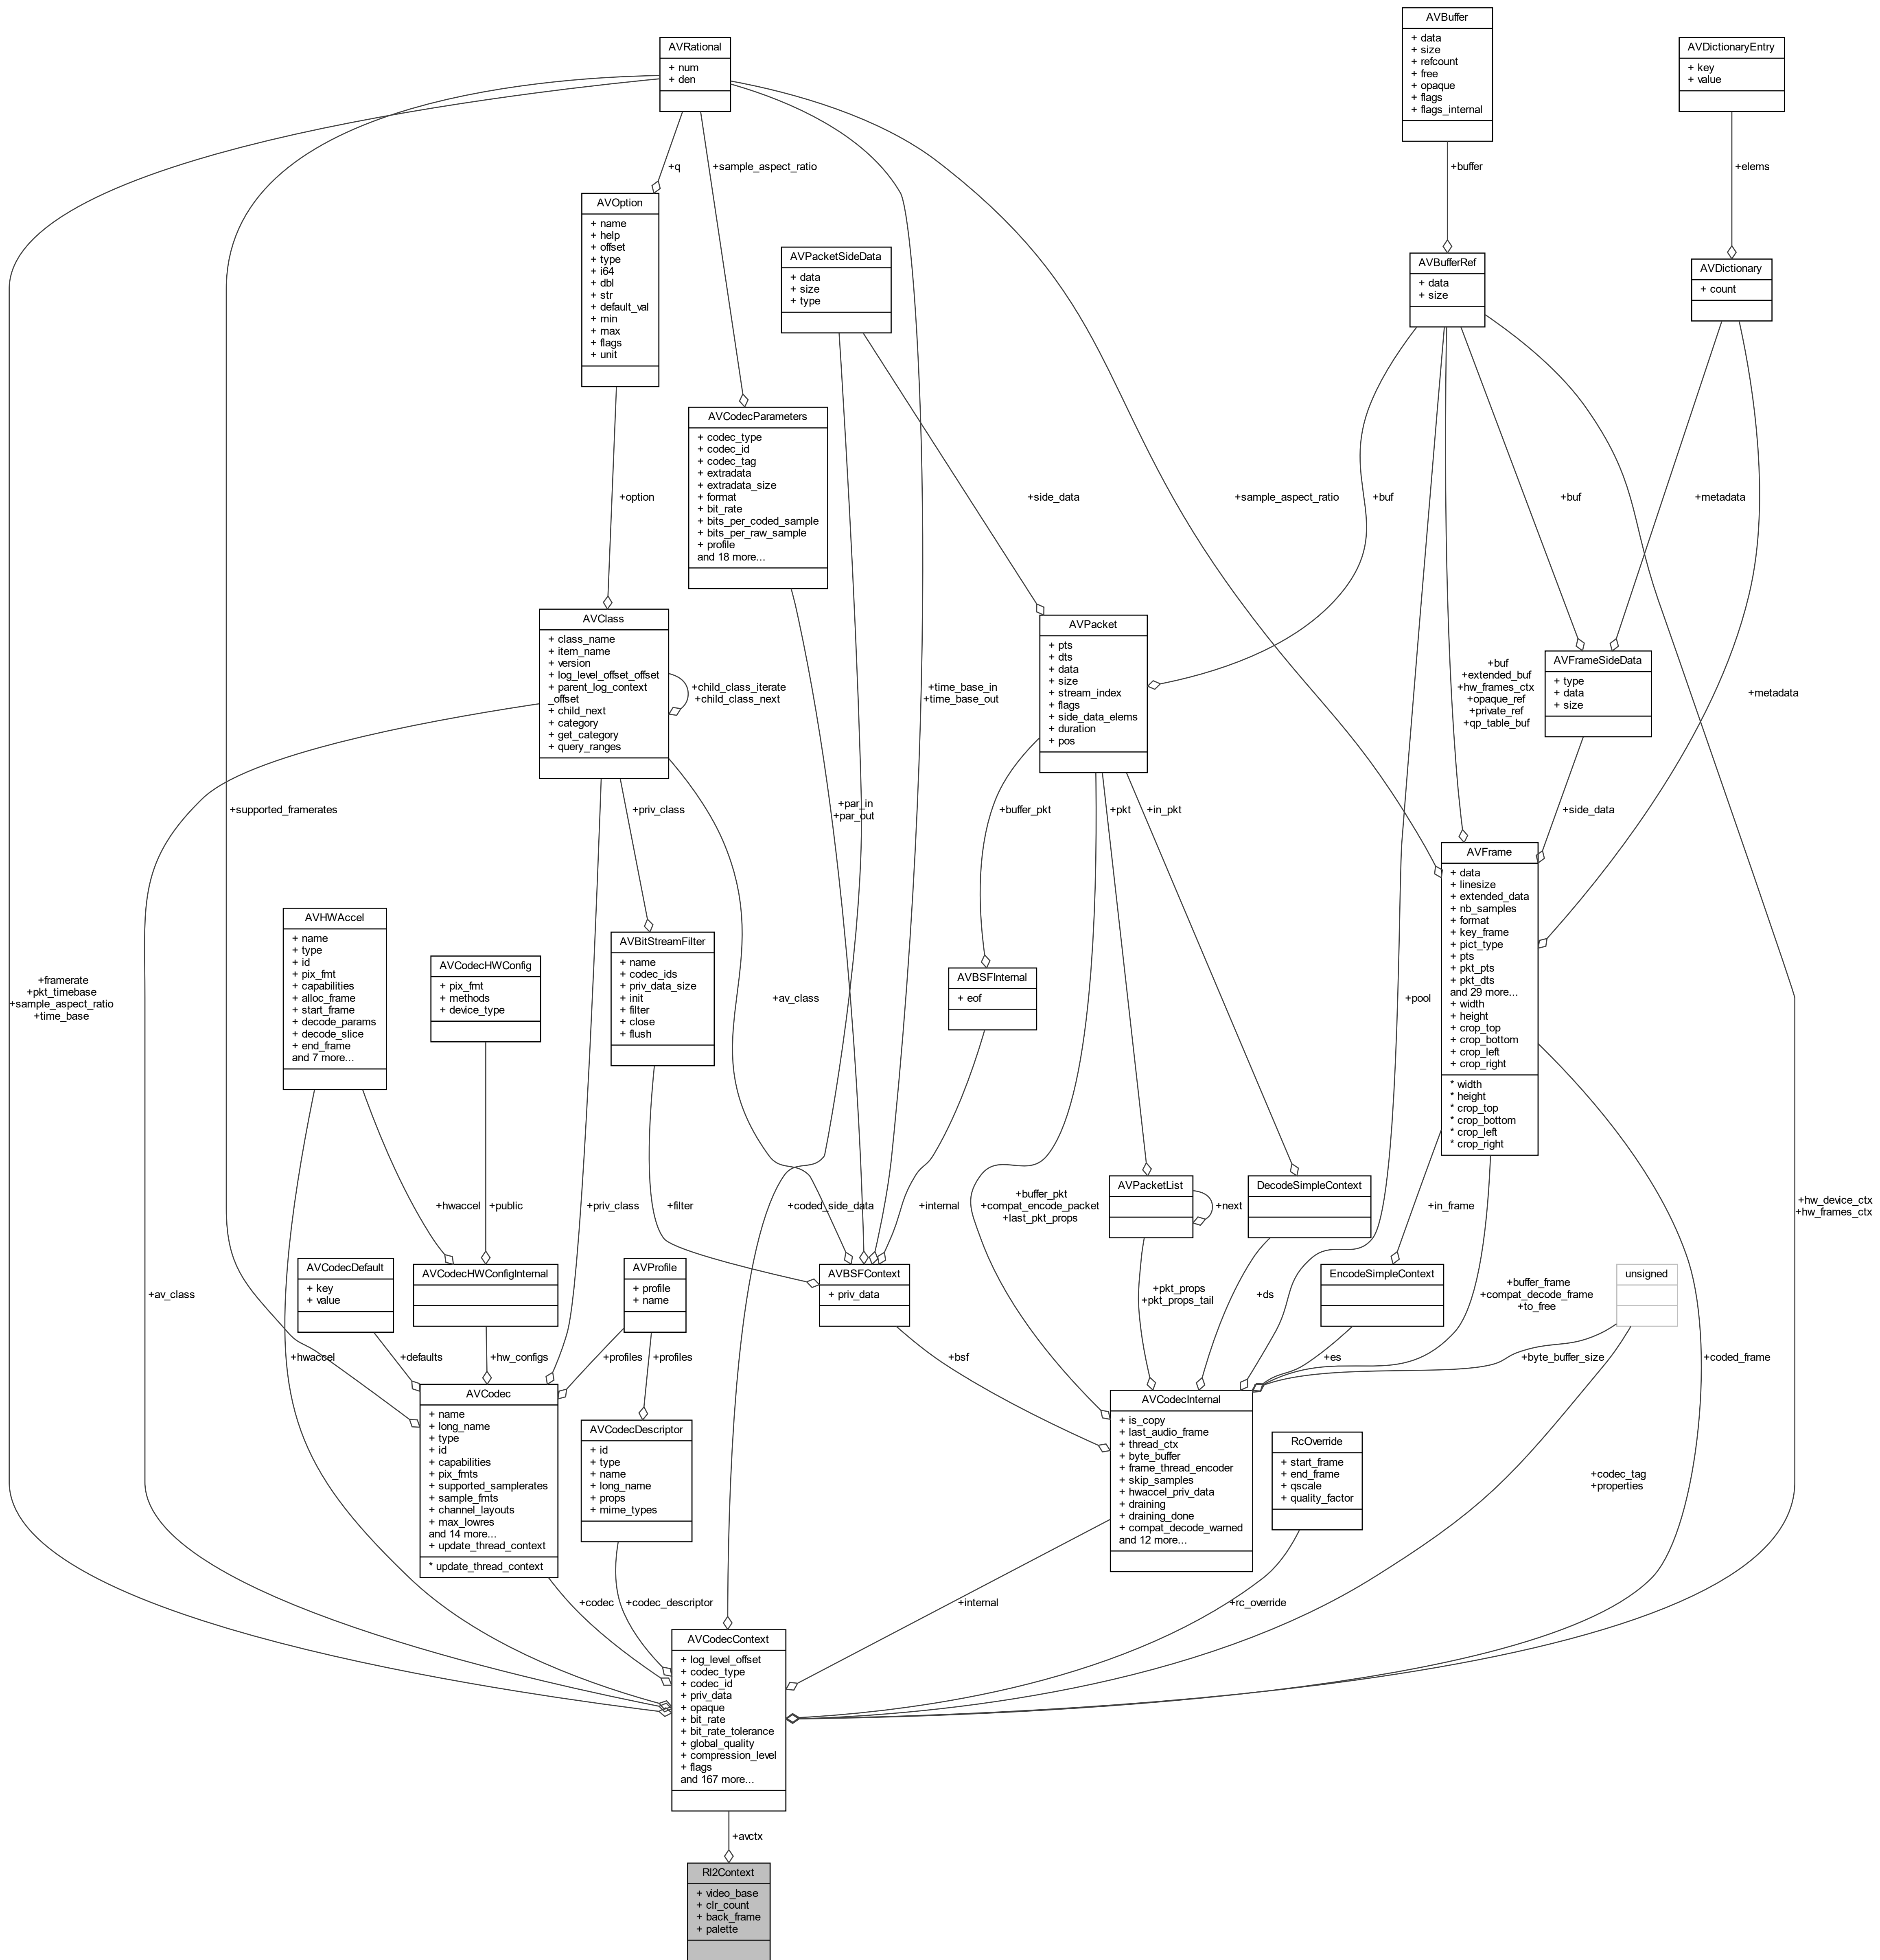 AVBuffer
+ data
+ size
+ refcount
+ free
+ opaque
+ flags
+ flags_internal
AVRational
+ num
+ den
AVDictionaryEntry
+ key
+ value
+q
+sample_aspect_ratio
+buffer
+elems
AVOption
+ name
+ help
+ offset
+ type
+ i64
+ dbl
+ str
+ default_val
+ min
+ max
+ flags
+ unit
AVPacketSideData
+ data
+ size
+ type
AVBufferRef
+ data
+ size
AVDictionary
+ count
AVCodecParameters
+ codec_type
+ codec_id
+ codec_tag
+ extradata
+ extradata_size
+ format
+ bit_rate
+ bits_per_coded_sample
+ bits_per_raw_sample
+ profile
and 18 more...
+option
+side_data
+sample_aspect_ratio
+buf
+buf
+metadata
AVClass
+ class_name
+ item_name
+ version
+ log_level_offset_offset
+ parent_log_context
_offset
+ child_next
+ category
+ get_category
+ query_ranges
+child_class_iterate
+child_class_next
+time_base_in
+time_base_out
AVPacket
+ pts
+ dts
+ data
+ size
+ stream_index
+ flags
+ side_data_elems
+ duration
+ pos
+buf
+extended_buf
+hw_frames_ctx
+opaque_ref
+private_ref
+qp_table_buf
AVFrameSideData
+ type
+ data
+ size
+metadata
+supported_framerates
+priv_class
+par_in
+par_out
+buffer_pkt
+pkt
+in_pkt
+side_data
AVFrame
+ data
+ linesize
+ extended_data
+ nb_samples
+ format
+ key_frame
+ pict_type
+ pts
+ pkt_pts
+ pkt_dts
and 29 more...
+ width
+ height
+ crop_top
+ crop_bottom
+ crop_left
+ crop_right
* width
* height
* crop_top
* crop_bottom
* crop_left
* crop_right
AVHWAccel
+ name
+ type
+ id
+ pix_fmt
+ capabilities
+ alloc_frame
+ start_frame
+ decode_params
+ decode_slice
+ end_frame
and 7 more...
AVCodecHWConfig
+ pix_fmt
+ methods
+ device_type
AVBitStreamFilter
+ name
+ codec_ids
+ priv_data_size
+ init
+ filter
+ close
+ flush
AVBSFInternal
+ eof
+framerate
+pkt_timebase
+sample_aspect_ratio
+time_base
+av_class
+pool
+hwaccel
+public
+priv_class
+filter
+coded_side_data
+internal
+buffer_pkt
+compat_encode_packet
+last_pkt_props
AVPacketList
+next
DecodeSimpleContext
+in_frame
+hw_device_ctx
+hw_frames_ctx
+av_class
AVCodecDefault
+ key
+ value
AVCodecHWConfigInternal
AVProfile
+ profile
+ name
AVBSFContext
+ priv_data
+pkt_props
+pkt_props_tail
+ds
EncodeSimpleContext
+buffer_frame
+compat_decode_frame
+to_free
unsigned
+hwaccel
+defaults
+hw_configs
+profiles
+profiles
+bsf
+es
+byte_buffer_size
+coded_frame
AVCodec
+ name
+ long_name
+ type
+ id
+ capabilities
+ pix_fmts
+ supported_samplerates
+ sample_fmts
+ channel_layouts
+ max_lowres
and 14 more...
+ update_thread_context
* update_thread_context
AVCodecDescriptor
+ id
+ type
+ name
+ long_name
+ props
+ mime_types
AVCodecInternal
+ is_copy
+ last_audio_frame
+ thread_ctx
+ byte_buffer
+ frame_thread_encoder
+ skip_samples
+ hwaccel_priv_data
+ draining
+ draining_done
+ compat_decode_warned
and 12 more...
RcOverride
+ start_frame
+ end_frame
+ qscale
+ quality_factor
+codec_tag
+properties
+codec
+codec_descriptor
+internal
+rc_override
AVCodecContext
+ log_level_offset
+ codec_type
+ codec_id
+ priv_data
+ opaque
+ bit_rate
+ bit_rate_tolerance
+ global_quality
+ compression_level
+ flags
and 167 more...
+avctx
Rl2Context
+ video_base
+ clr_count
+ back_frame
+ palette